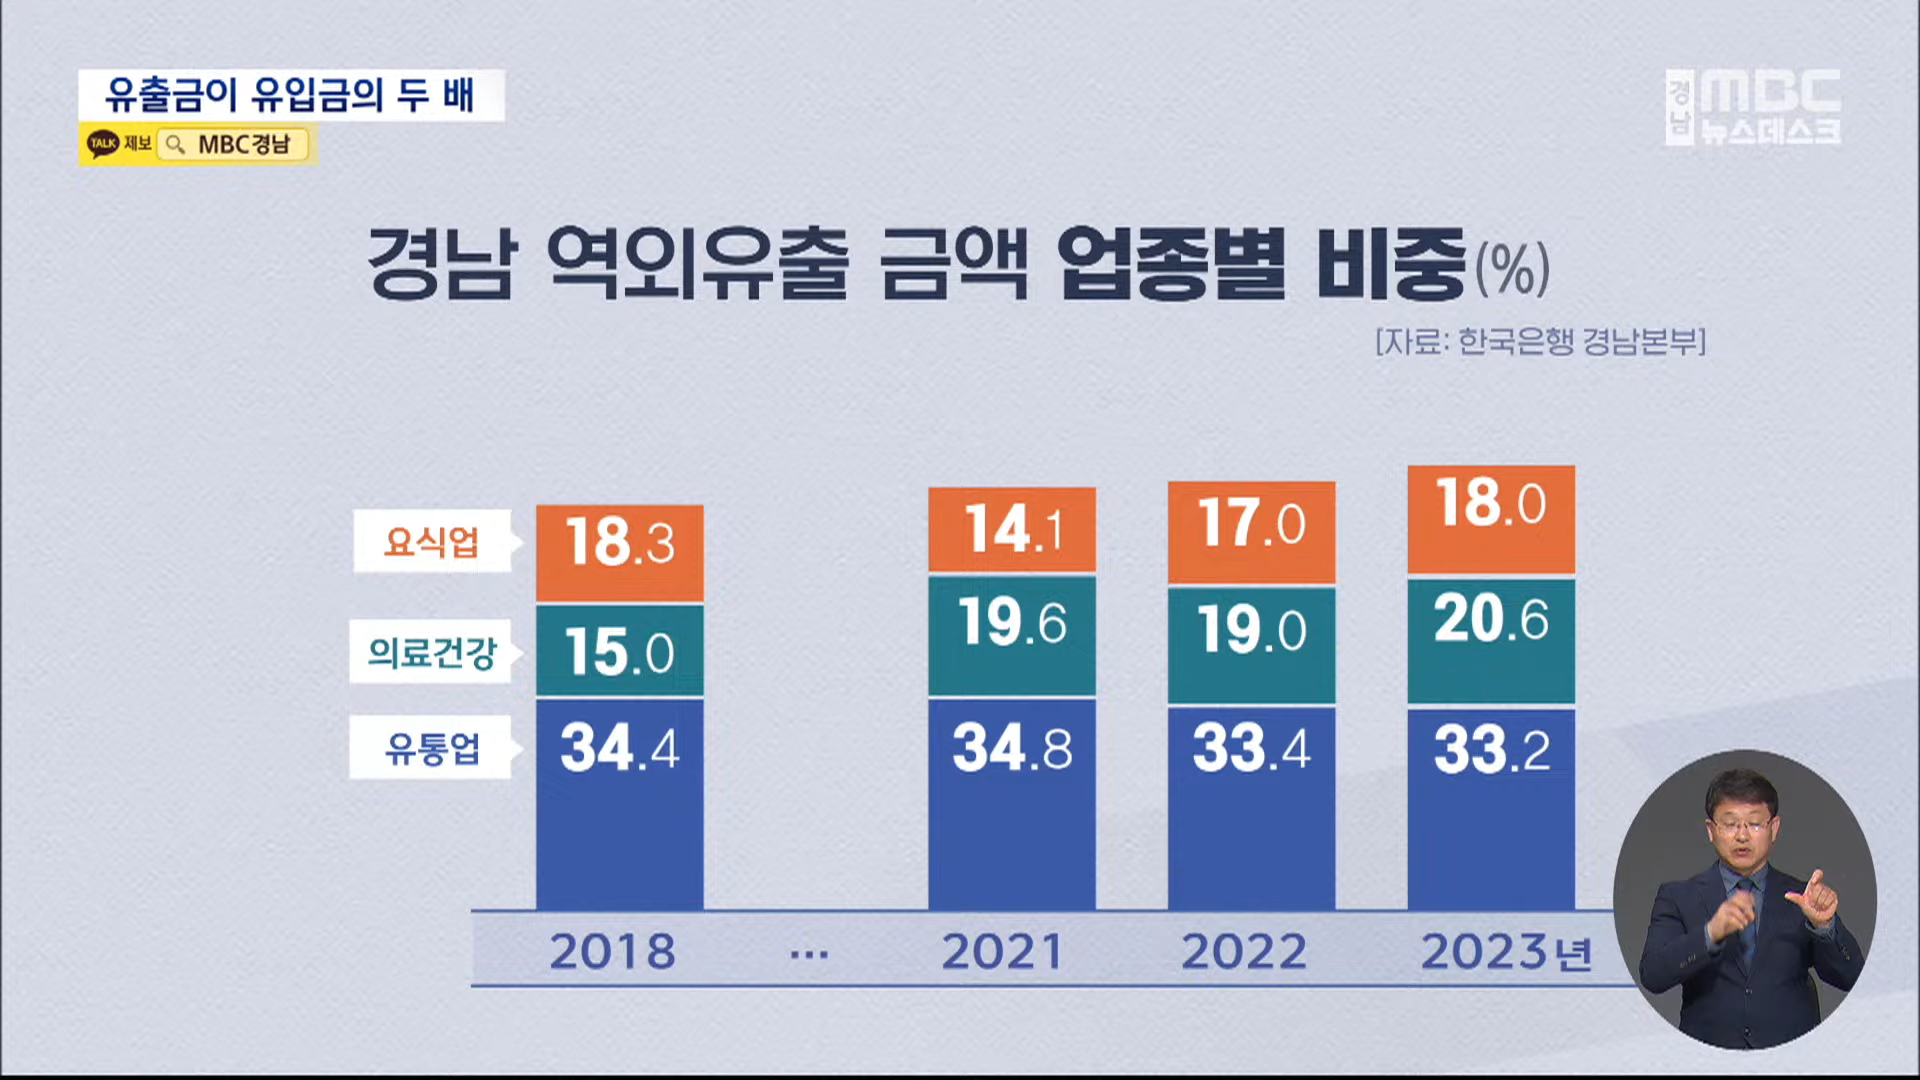 유출금이 유입금의 두 배
TALK 제보 MBC경남
경남 MBC
뉴스데스크
경남 역외유출 금액 업종별 비중(%)
[자료: 한국은행 경남본부]
요식업 18.3 14.1 17.0 18.0
의료건강 15.0 19.6 19.0 20.6
유통업 34.4 34.8 33.4 33.2
2018 ... 2021 2022 2023년